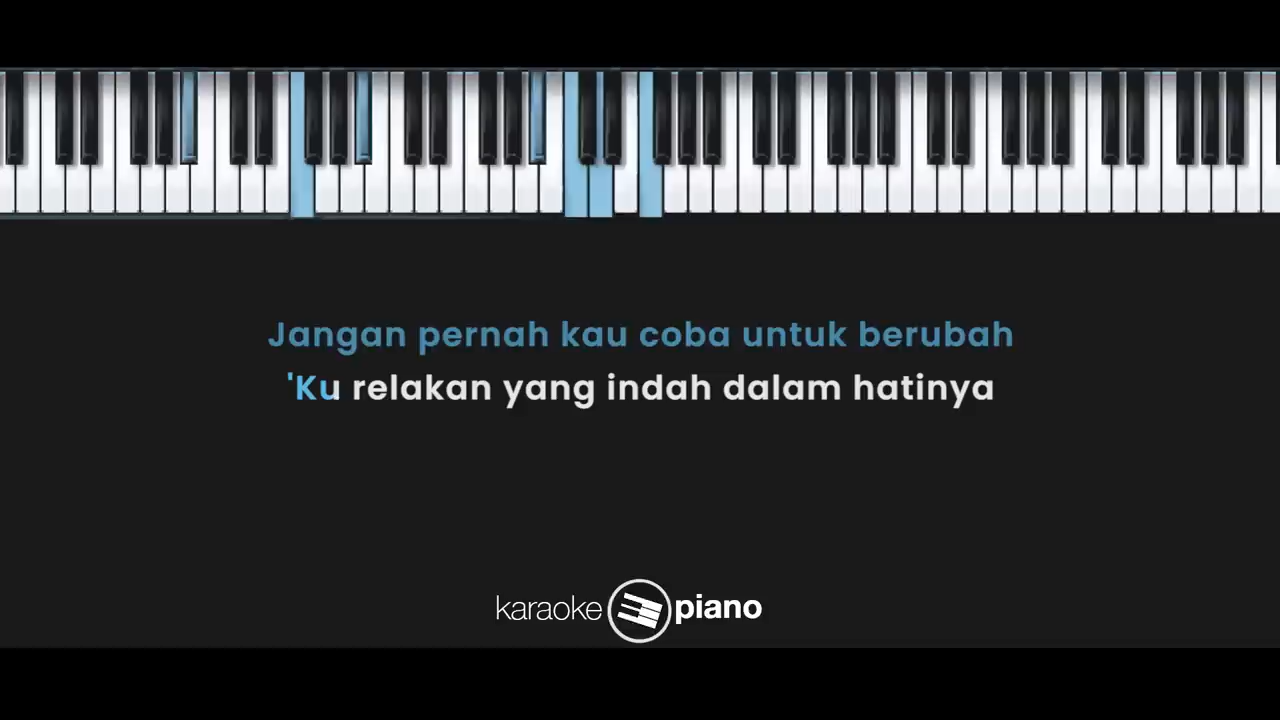 Jangan pernah kau coba untuk berubah
'Ku relakan yang indah dalam hatinya
karaoke piano